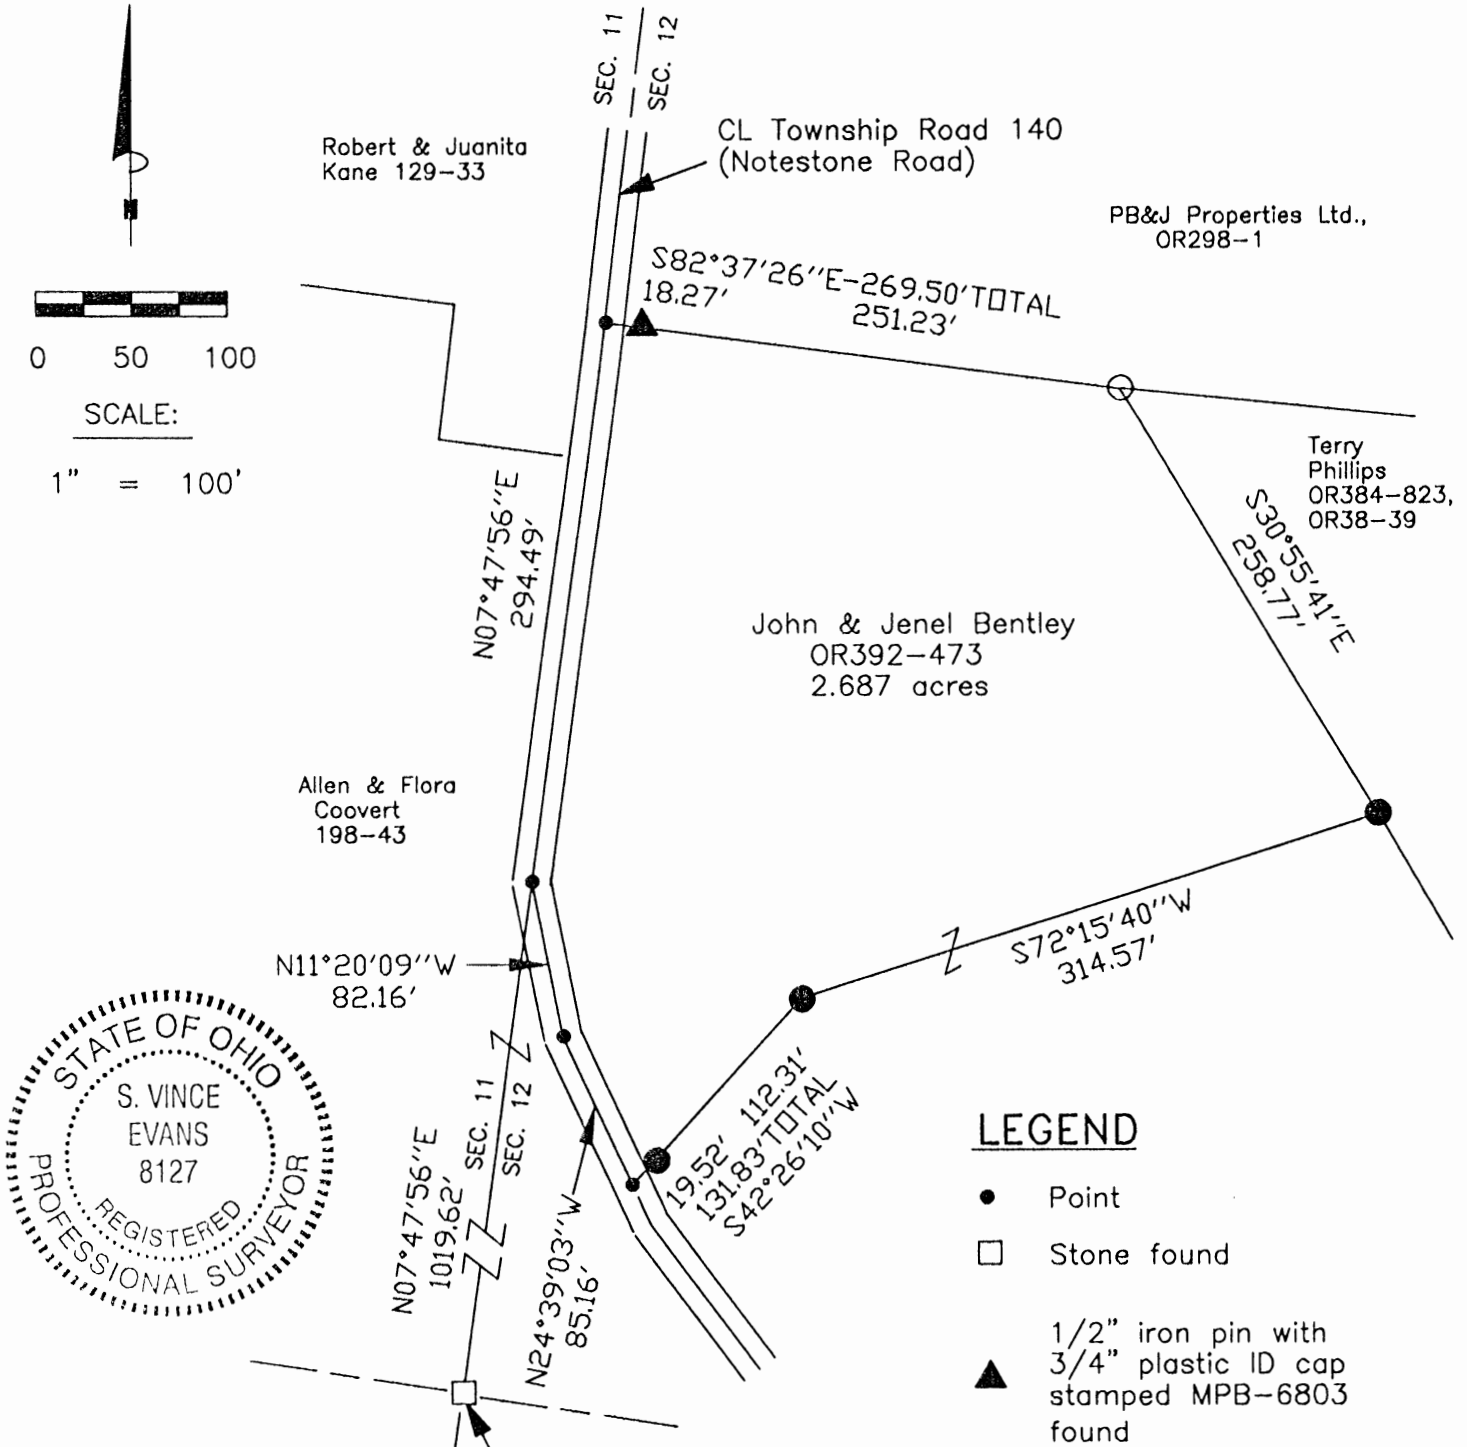 SEC. 11
SEC. 12
Robert & Juanita
Kane 129-33
CL Township Road 140
(Notestone Road)
PB&J Properties Ltd.,
OR298-1
N
S82°37'26"E-269.50'TOTAL
18.27'
251.23'
0 50 100
SCALE:
1" = 100'
Terry
Phillips
OR384-823,
OR38-39
S30°55'41"E
258.77'
N07°47'56"E
294.49'
John & Jenel Bentley
OR392-473
2.687 acres
Allen & Flora
Coovert
198-43
S72°15'40"W
314.57'
N11°20'09"W
82.16'
STATE OF OHIO
S. VINCE
EVANS
8127
REGISTERED
PROFESSIONAL SURVEYOR
SEC. 11
SEC. 12
N07°47'56"E
1019.62'
N24°39'03"W
85.16'
19.52' 112.31'
131.83'TOTAL
S42°26'10"W
LEGEND
Point
Stone found
1/2" iron pin with
3/4" plastic ID cap
stamped MPB-6803
found